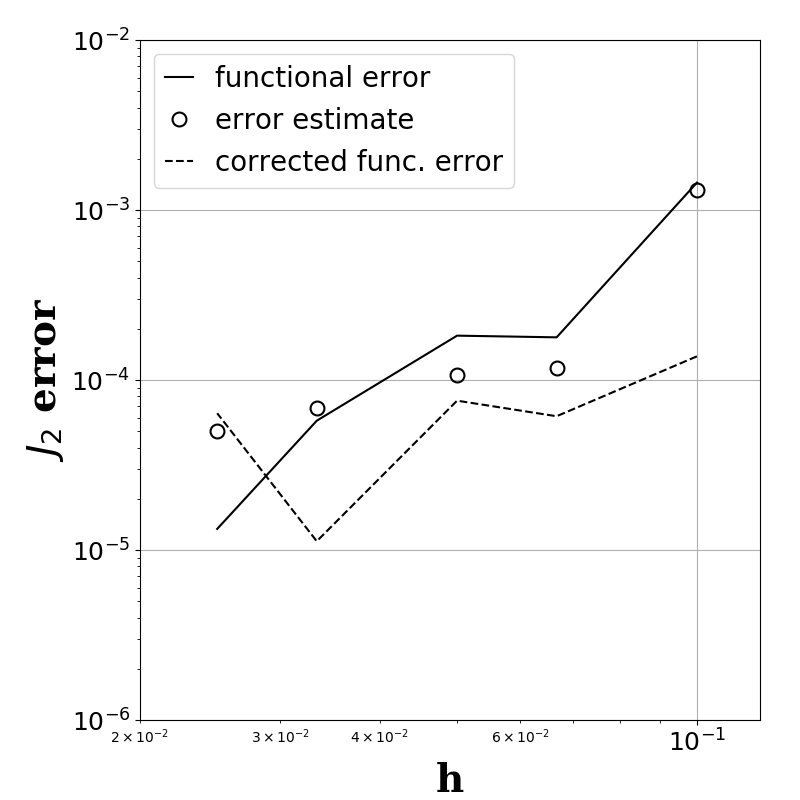 functional error
error estimate
corrected func. error
10⁻²
10⁻³
10⁻⁴
10⁻⁵
10⁻⁶
J₂ error
2 × 10⁻²
3 × 10⁻²
4 × 10⁻²
6 × 10⁻²
10⁻¹
h